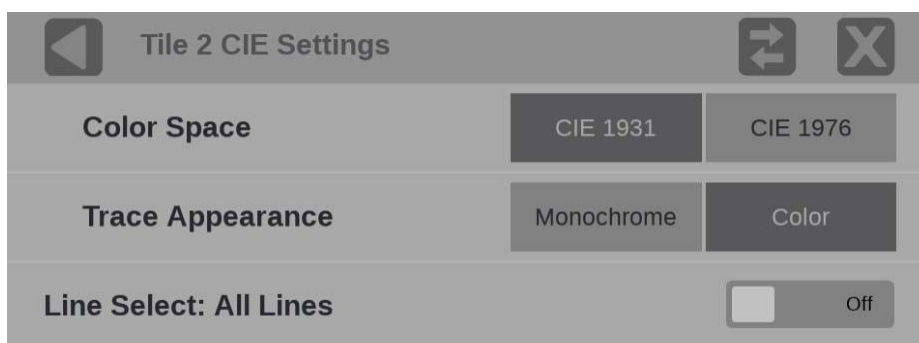 Tile 2 CIE Settings
Color Space CIE 1931 CIE 1976
Trace Appearance Monochrome Color
Line Select: All Lines Off